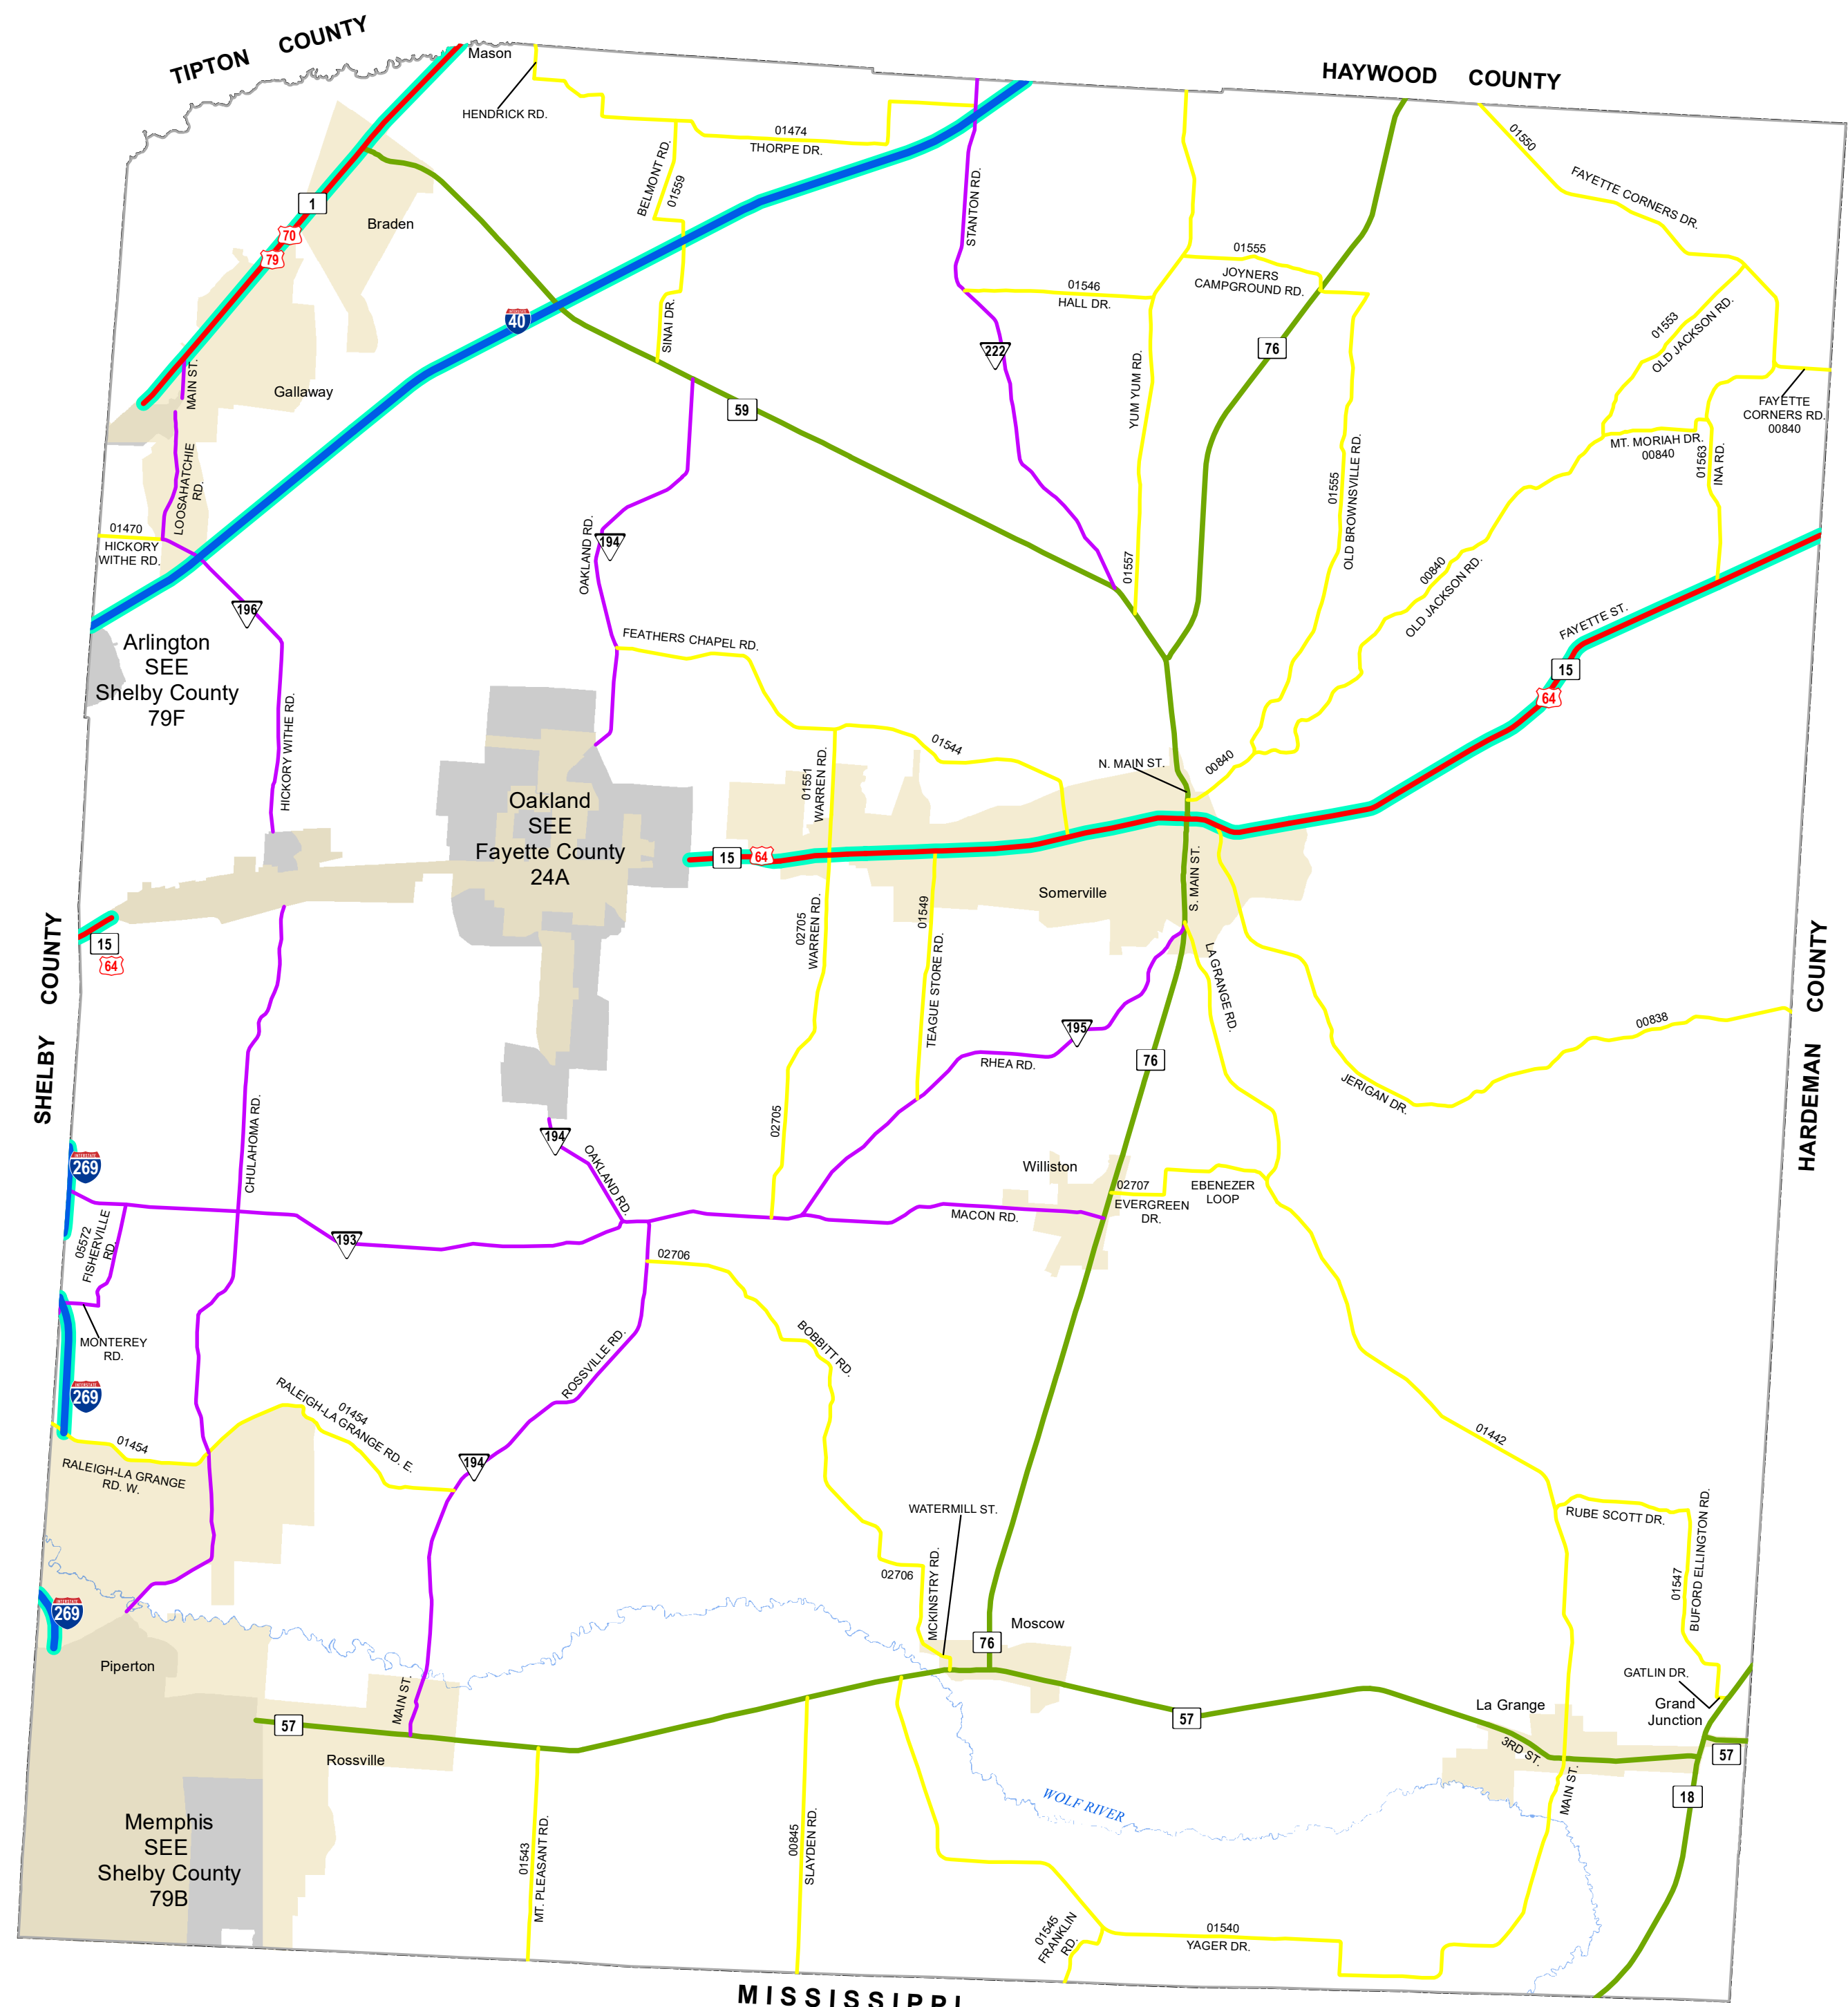 TIPTON COUNTY
HAYWOOD COUNTY
Mason
HENDRICK RD.
01474
THORPE DR.
BELMONT RD.
01559
STANTON RD.
01550
FAYETTE CORNERS DR.
1
70
79
Braden
40
SINAI DR.
01555
JOYNERS
CAMPGROUND RD.
01546
HALL DR.
222
76
YUM YUM RD.
01553
OLD JACKSON RD.
FAYETTE
CORNERS RD.
00840
MT. MORIAH DR.
00840
01563
INA RD.
MAIN ST.
Gallaway
59
LOOSAHATCHIE
RD.
01470
HICKORY
WITHE RD.
196
OAKLAND RD.
194
01557
01555
OLD BROWNSVILLE RD.
00840
OLD JACKSON RD.
FAYETTE ST.
15
64
Arlington
SEE
Shelby County
79F
HICKORY WITHE RD.
FEATHERS CHAPEL RD.
01544
01551
WARREN RD.
N. MAIN ST.
00840
Oakland
SEE
Fayette County
24A
15
64
Somerville
S. MAIN ST.
01549
TEAGUE STORE RD.
02705
WARREN RD.
LA GRANGE RD.
15
64
SHELBY COUNTY
HARDEMAN COUNTY
195
RHEA RD.
76
00838
JERIGAN DR.
CHULAHOMA RD.
02705
194
OAKLAND RD.
269
Williston
02707
EVERGREEN
DR.
EBENEZER
LOOP
MACON RD.
193
05572
FISHERVILLE
RD.
02706
MONTEREY
RD.
BOBBITT RD.
ROSSVILLE RD.
269
01454
RALEIGH-LA GRANGE RD. E.
01454
RALEIGH-LA GRANGE
RD. W.
194
01442
WATERMILL ST.
RUBE SCOTT DR.
BUFORD ELLINGTON RD.
01547
02706
MCKINSTRY RD.
269
Moscow
76
Piperton
MAIN ST.
GATLIN DR.
Grand
Junction
La Grange
57
57
57
3RD ST.
Rossville
18
MAIN ST.
WOLF RIVER
Memphis
SEE
Shelby County
79B
01543
MT. PLEASANT RD.
00845
SLAYDEN RD.
01545
FRANKLIN
RD.
01540
YAGER DR.
MISSISSIPPI